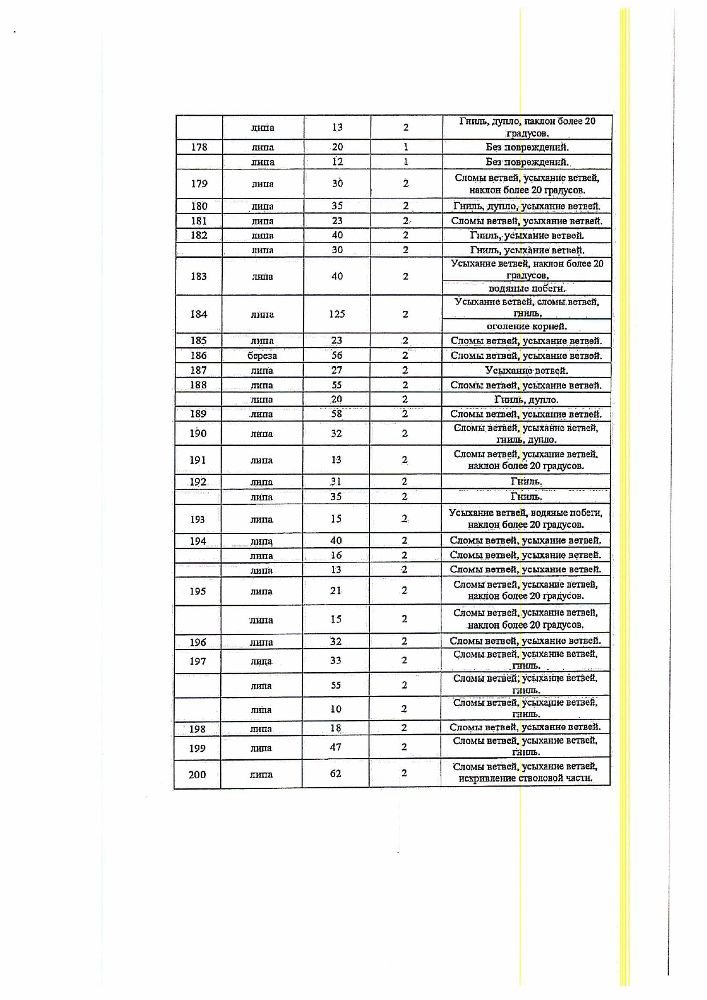 липа 13 2 Гниль, дупло, наклон более 20
градусов.
178 липа 20 1 Без повреждений.
липа 12 1 Без повреждений.
179 липа 30 2 Сломы ветвей, усыхание ветвей,
наклон более 20 градусов.
180 липа 35 2 Гниль, дупло, усыхание ветвей.
181 липа 23 2 Сломы ветвей, усыхание ветвей.
182 липа 40 2 Гниль, усыхание ветвей.
липа 30 2 Гниль, усыхание ветвей.
183 липа 40 2 Усыхание ветвей, наклон более 20
градусов,
водяные побеги.
184 липа 125 2 Усыхание ветвей, сломы ветвей,
гниль,
оголение корней.
185 липа 23 2 Сломы ветвей, усыхание ветвей.
186 береза 56 2 Сломы ветвей, усыхание ветвей.
187 липа 27 2 Усыхание ветвей.
188 липа 55 2 Сломы ветвей, усыхание ветвей.
липа 20 2 Гниль, дупло.
189 липа 58 2 Сломы ветвей, усыхание ветвей.
190 липа 32 2 Сломы ветвей, усыхание ветвей,
гниль, дупло.
191 липа 13 2 Сломы ветвей, усыхание ветвей.
наклон более 20 градусов.
192 липа 31 2 Гниль.
липа 35 2 Гниль.
193 липа 15 2 Усыхание ветвей, водяные побеги,
наклон более 20 градусов.
194 липа 40 2 Сломы ветвей, усыхание ветвей.
липа 16 2 Сломы ветвей, усыхание ветвей.
липа 13 2 Сломы ветвей, усыхание ветвей.
195 липа 21 2 Сломы ветвей, усыхание ветвей,
наклон более 20 градусов.
липа 15 2 Сломы ветвей, усыхание ветвей,
наклон более 20 градусов.
196 липа 32 2 Сломы ветвей, усыхание ветвей.
197 липа 33 2 Сломы ветвей, усыхание ветвей,
гниль.
липа 55 2 Сломы ветвей, усыхание ветвей,
гниль.
липа 10 2 Сломы ветвей, усыхание ветвей,
гниль.
198 липа 18 2 Сломы ветвей, усыхание ветвей.
199 липа 47 2 Сломы ветвей, усыхание ветвей,
гниль.
200 липа 62 2 Сломы ветвей, усыхание ветвей,
искривление стволовой части.